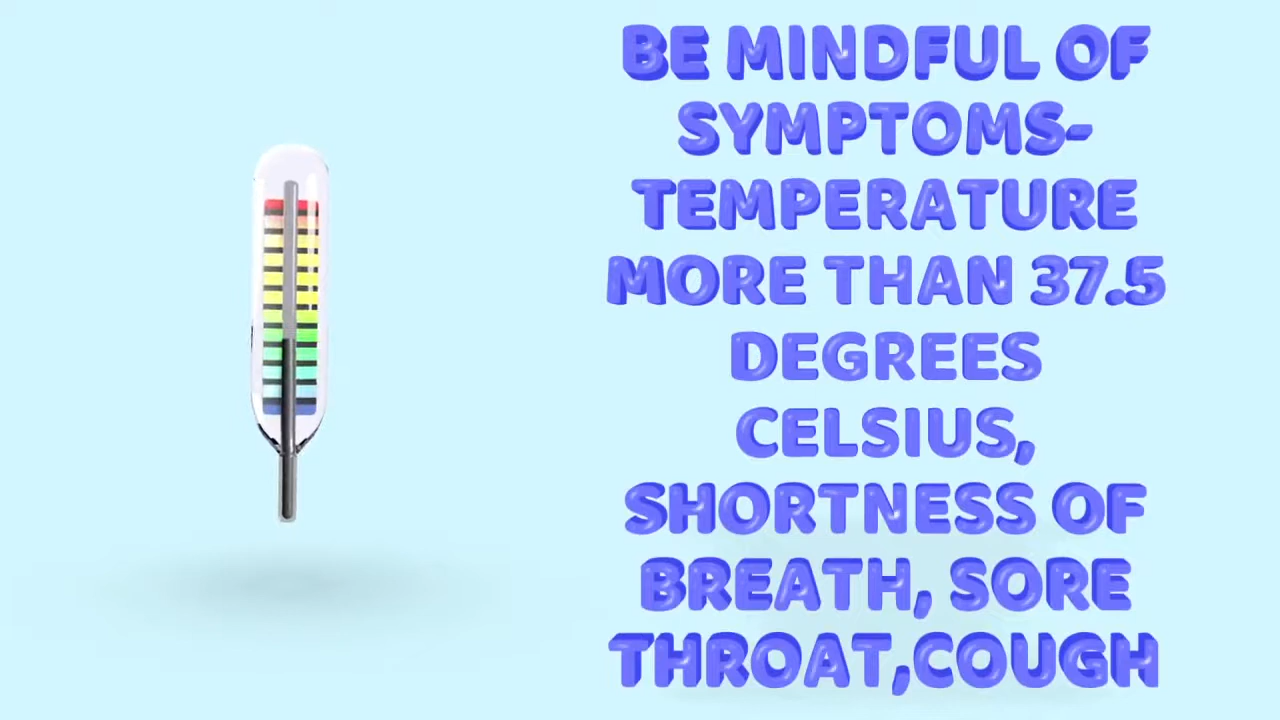 BE MINDFUL OF
SYMPTOMS-
TEMPERATURE
MORE THAN 37.5
DEGREES
CELSIUS,
SHORTNESS OF
BREATH, SORE
THROAT,COUGH